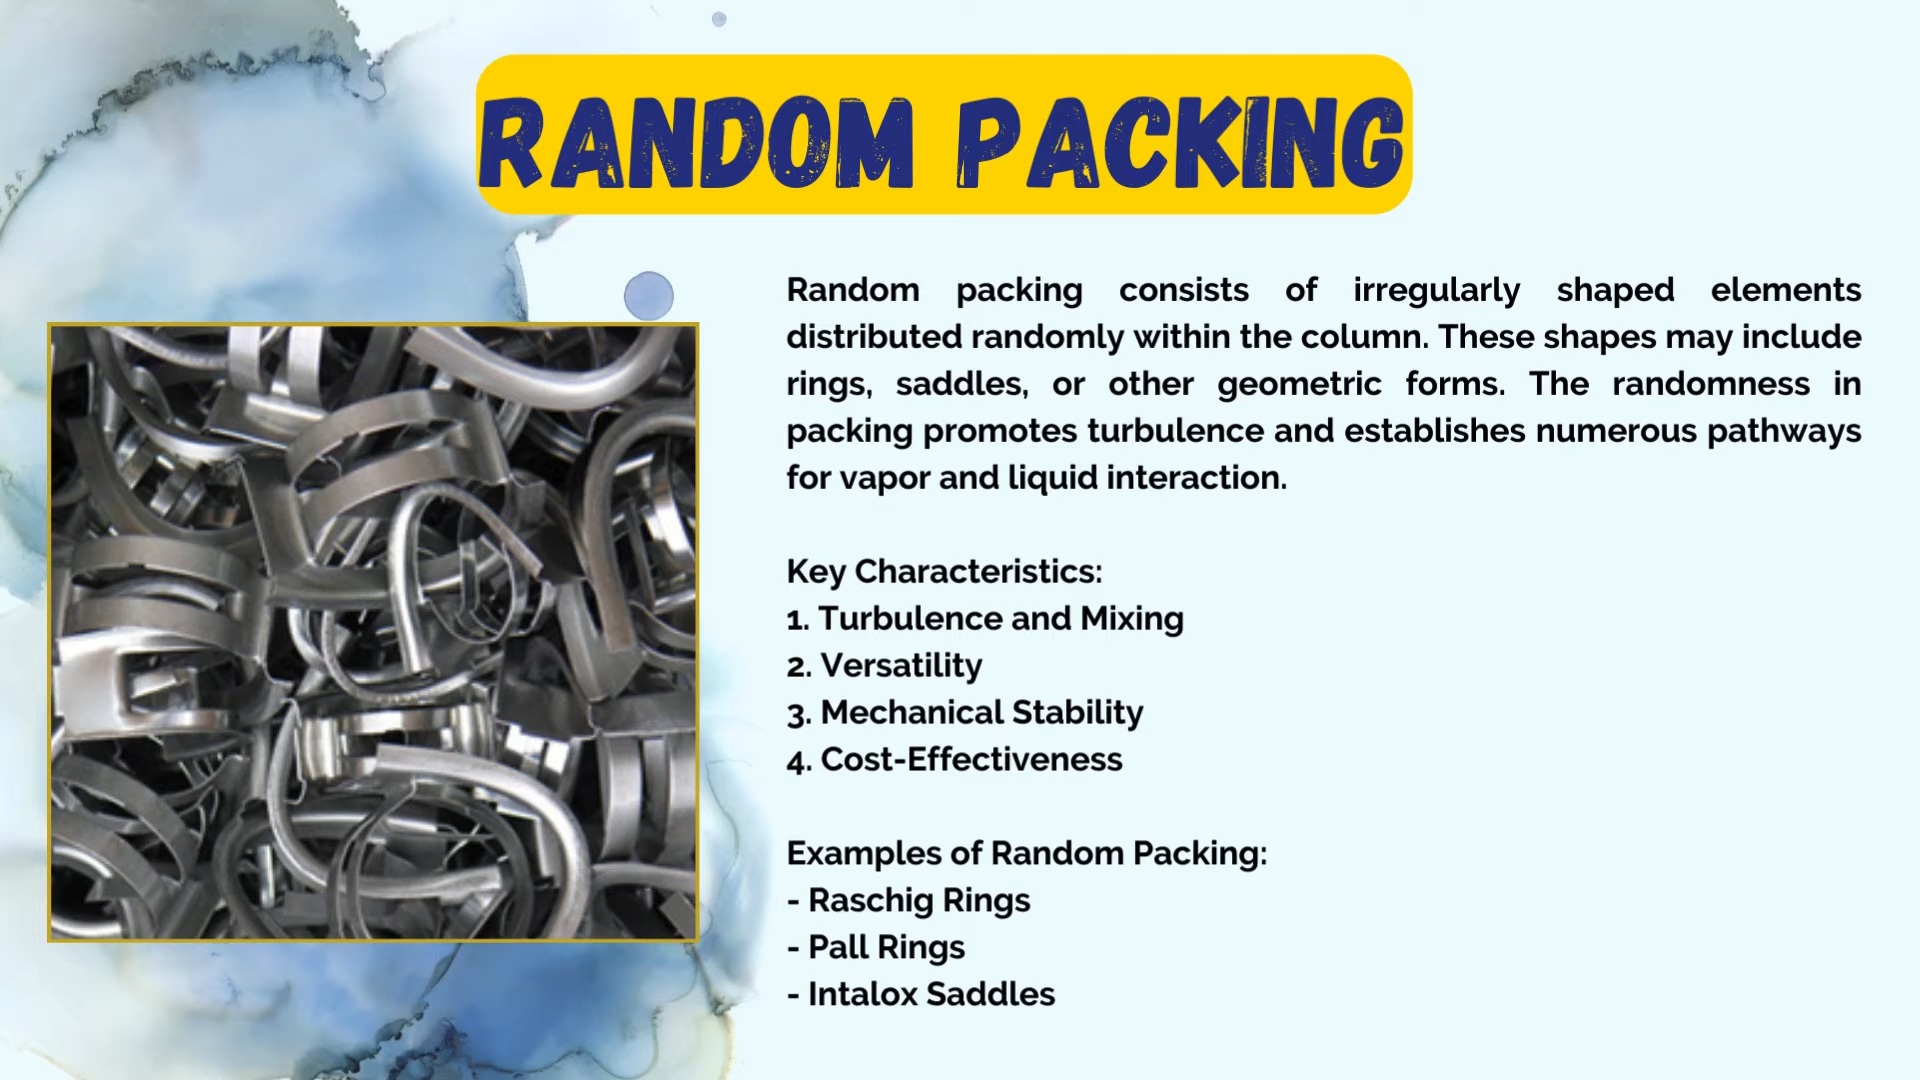 RANDOM PACKING
Random packing consists of irregularly shaped elements
distributed randomly within the column. These shapes may include
rings, saddles, or other geometric forms. The randomness in
packing promotes turbulence and establishes numerous pathways
for vapor and liquid interaction.
Key Characteristics:
1. Turbulence and Mixing
2. Versatility
3. Mechanical Stability
4. Cost-Effectiveness
Examples of Random Packing:
- Raschig Rings
- Pall Rings
- Intalox Saddles